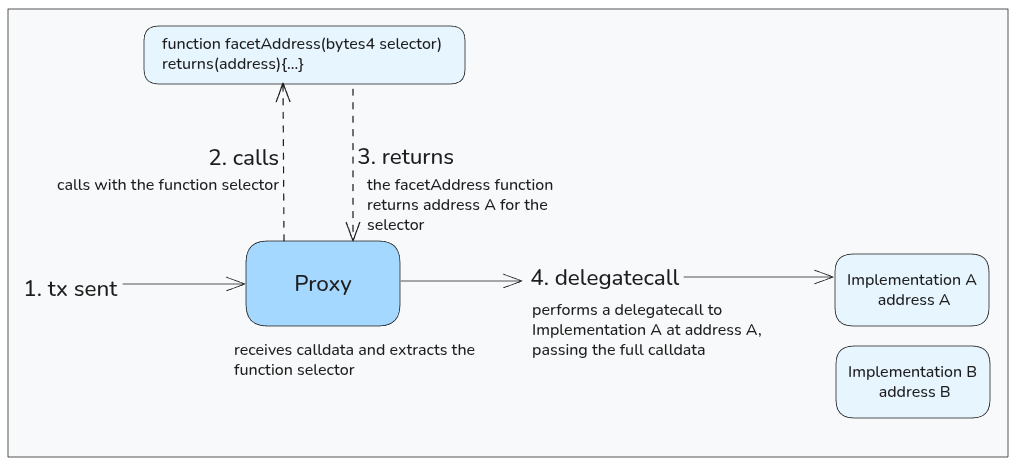 function facetAddress(bytes4 selector)
returns(address){...}
2. calls
calls with the function selector
3. returns
the facetAddress function
returns address A for the
selector
1. tx sent
Proxy
receives calldata and extracts the
function selector
4. delegatecall
performs a delegatecall to
Implementation A at address A,
passing the full calldata
Implementation A
address A
Implementation B
address B